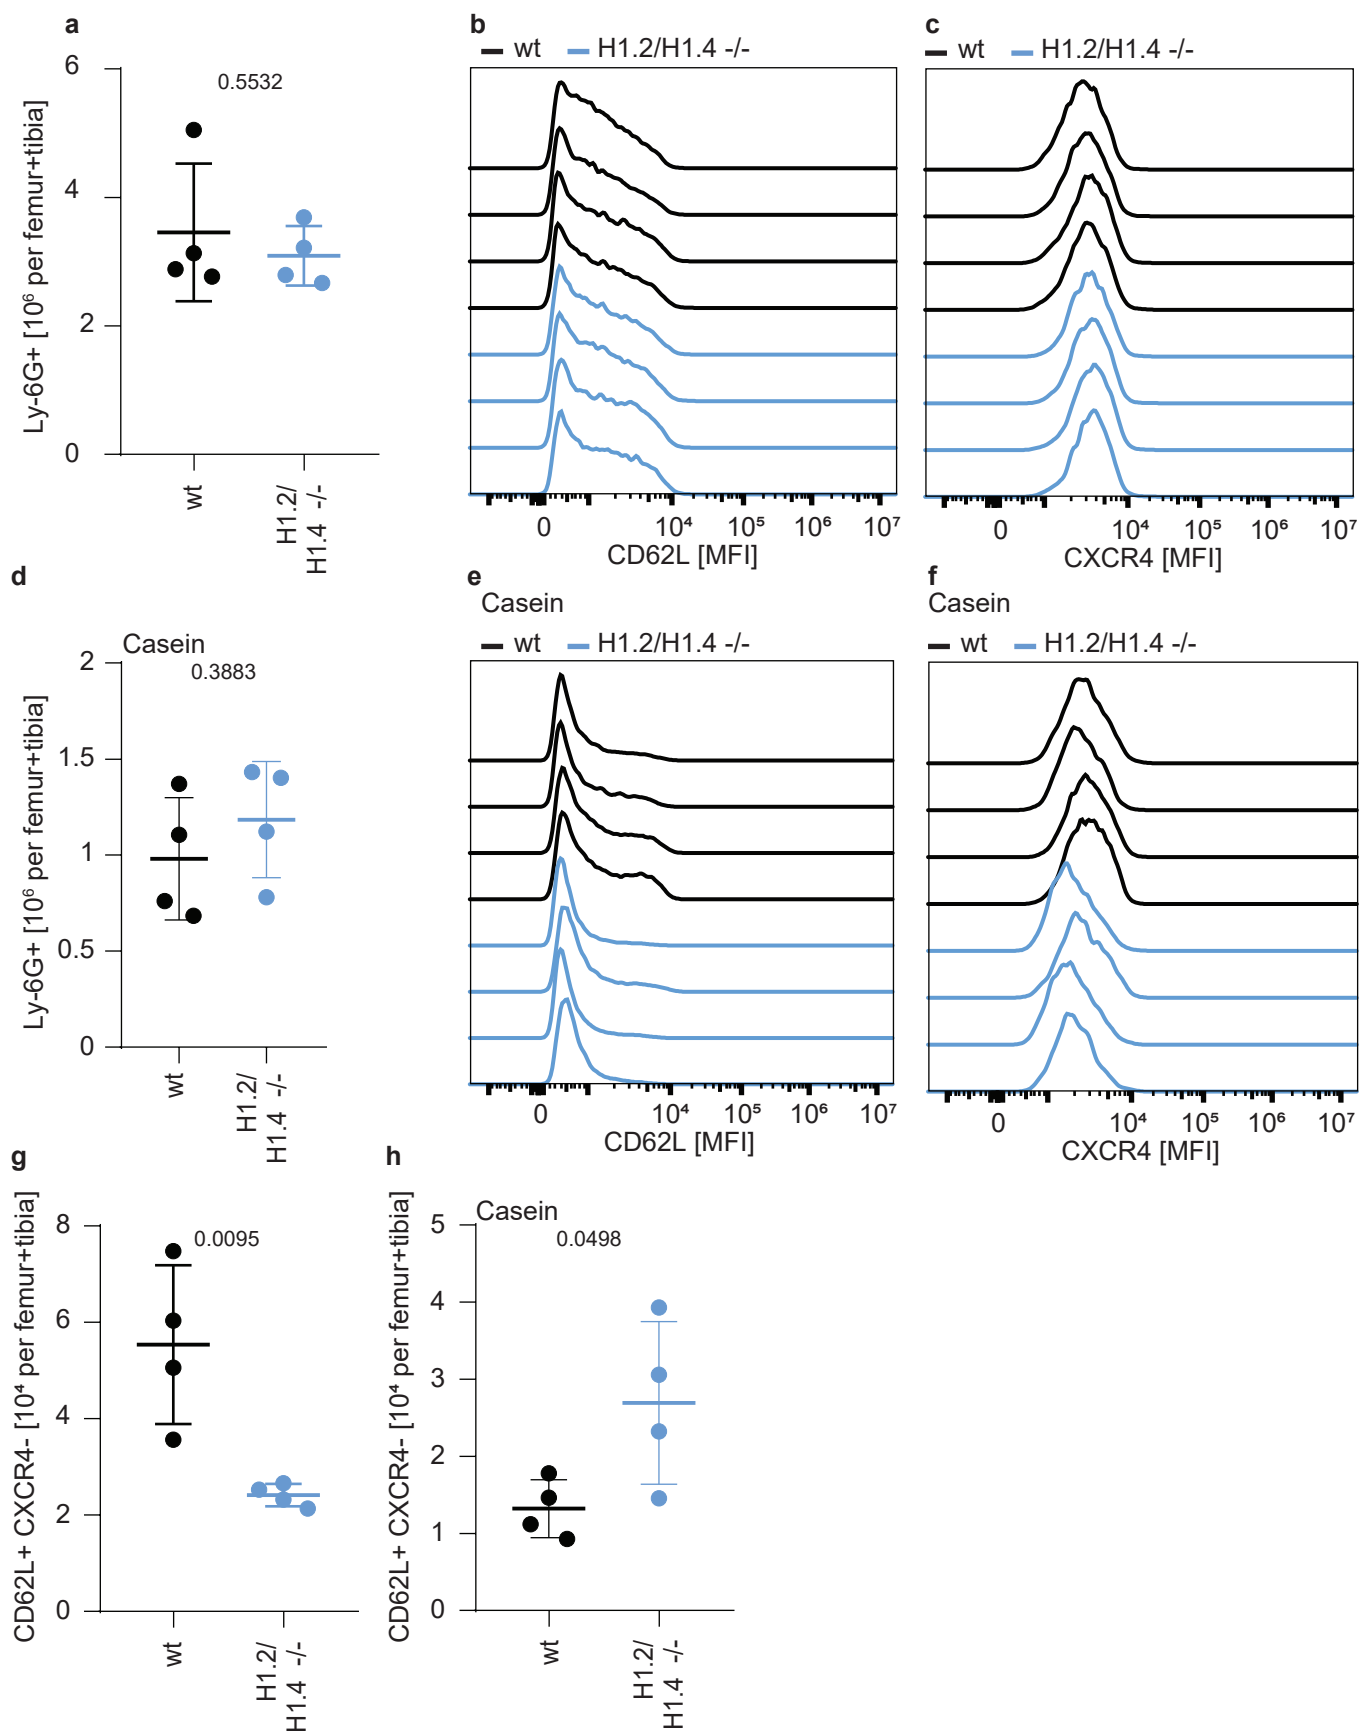 a
0.5532
6
4
2
0
Ly-6G+ [10⁶ per femur+tibia]
wt
H1.2/
H1.4 -/-
b
wt H1.2/H1.4 -/-
0 10⁴ 10⁵ 10⁶ 10⁷
CD62L [MFI]
c
wt H1.2/H1.4 -/-
0 10⁴ 10⁵ 10⁶ 10⁷
CXCR4 [MFI]
d
Casein
0.3883
2
1.5
1
0.5
0
Ly-6G+ [10⁶ per femur+tibia]
wt
H1.2/
H1.4 -/-
e
Casein
wt H1.2/H1.4 -/-
0 10⁴ 10⁵ 10⁶ 10⁷
CD62L [MFI]
f
Casein
wt H1.2/H1.4 -/-
0 10⁴ 10⁵ 10⁶ 10⁷
CXCR4 [MFI]
g
0.0095
8
6
4
2
0
CD62L+ CXCR4- [10⁴ per femur+tibia]
wt
H1.2/
H1.4 -/-
h
Casein
0.0498
5
4
3
2
1
0
CD62L+ CXCR4- [10⁴ per femur+tibia]
wt
H1.2/
H1.4 -/-